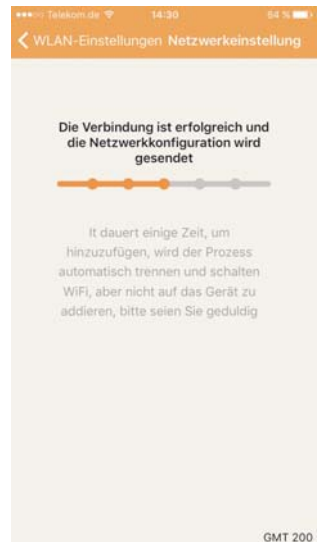 Telekom.de 14:30 64 %
WLAN-Einstellungen Netzwerkeinstellung
Die Verbindung ist erfolgreich und
die Netzwerkkonfiguration wird
gesendet
It dauert einige Zeit, um
hinzuzufügen, wird der Prozess
automatisch trennen und schalten
WiFi, aber nicht auf das Gerät zu
addieren, bitte seien Sie geduldig
GMT 200